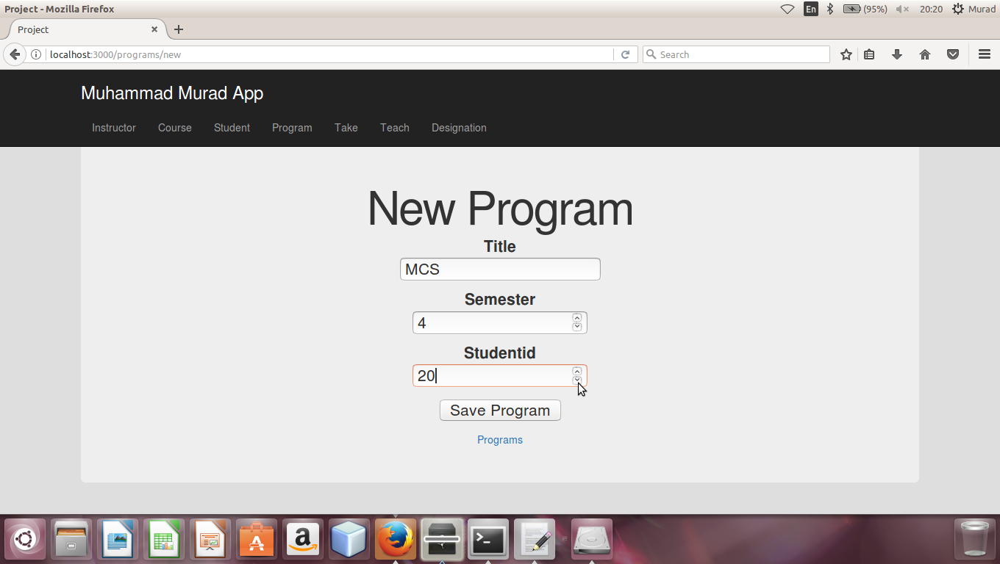 Project - Mozilla Firefox
En (95%) 20:20 Murad
Project
localhost:3000/programs/new
Search
Muhammad Murad App
Instructor Course Student Program Take Teach Designation
New Program
Title
MCS
Semester
4
Studentid
20
Save Program
Programs